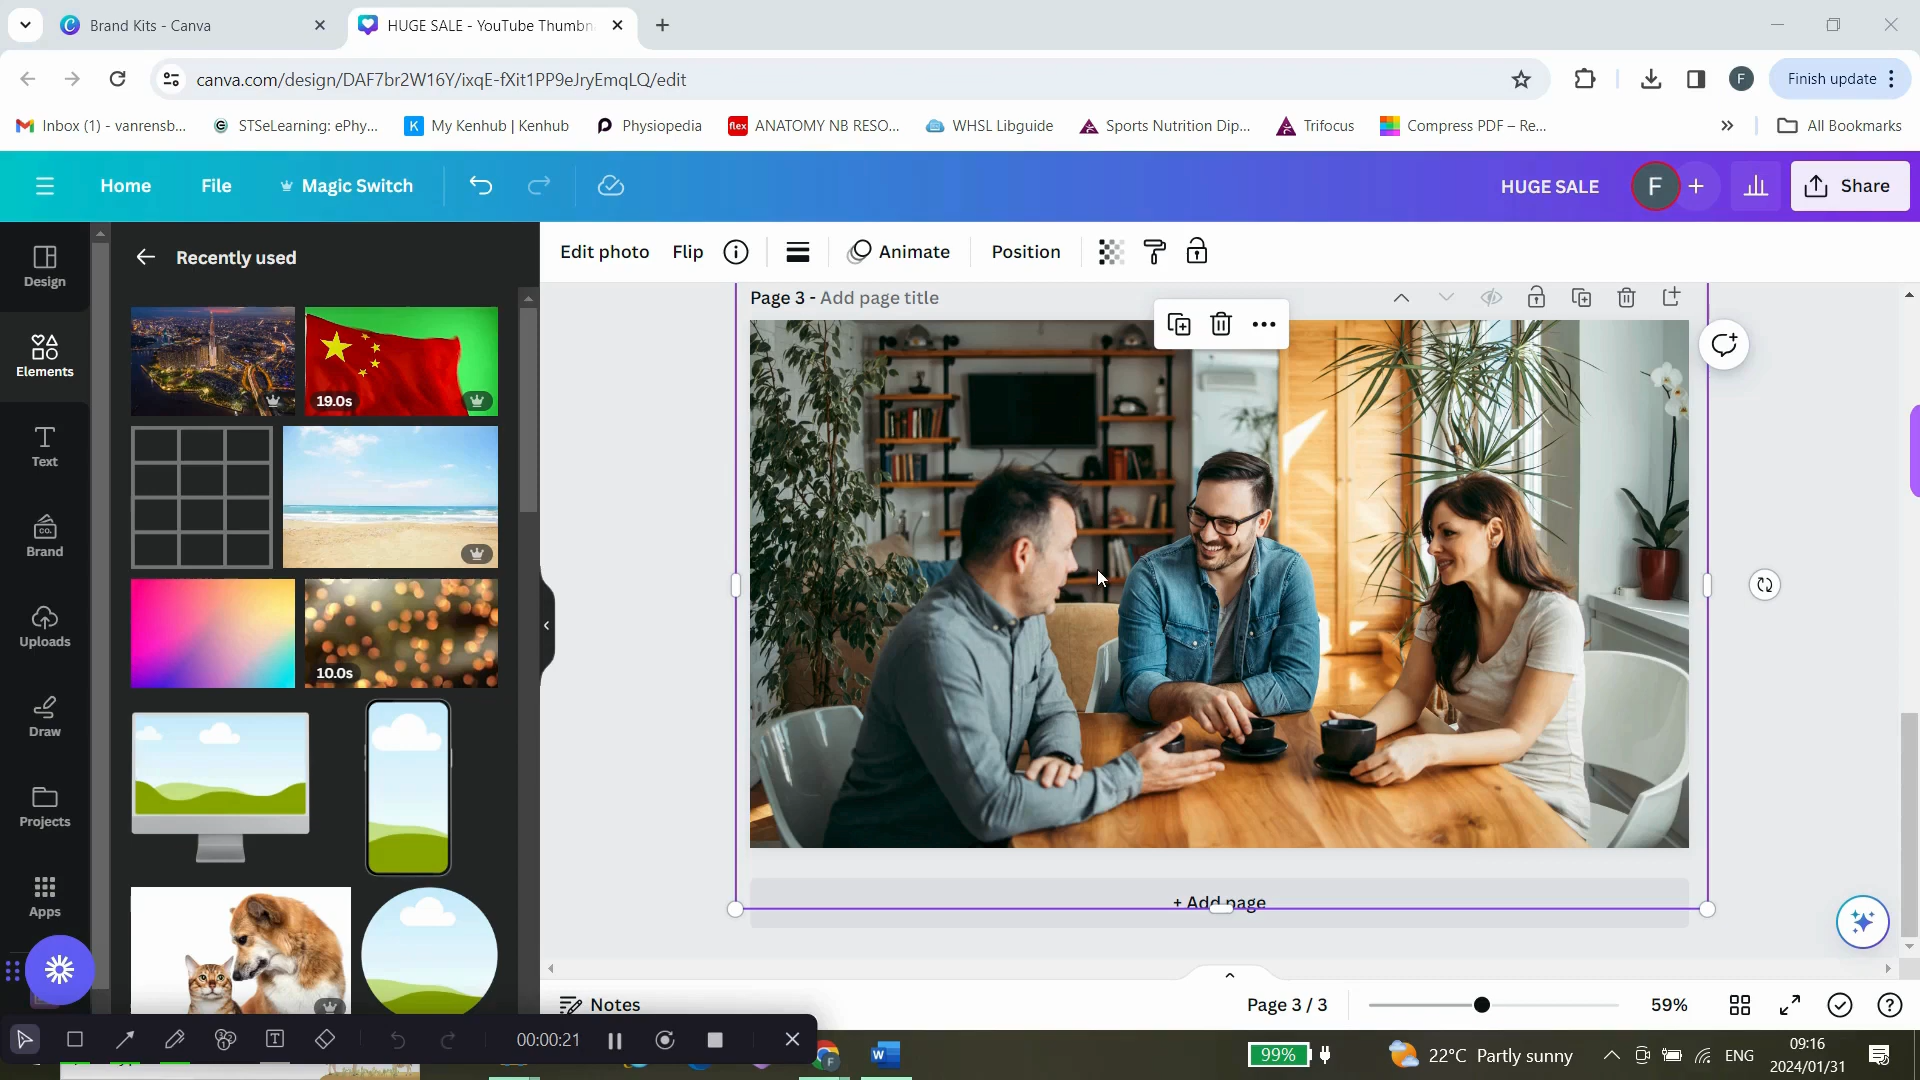 Brand Kits - Canva
HUGE SALE - YouTube Thumbn
canva.com/design/DAF7br2W16Y/ixqE-fXit1PP9eJryEmqLQ/edit
F
Finish update
Inbox (1) - vanrensb...
STSeLearning: ePhy...
My Kenhub | Kenhub
Physiopedia
flex ANATOMY NB RESO...
WHSL Libguide
Sports Nutrition Dip...
Trifocus
Compress PDF – Re...
All Bookmarks
Home
File
Magic Switch
HUGE SALE
F
Share
Design
Elements
Text
Brand
Uploads
Draw
Projects
Apps
Recently used
19.0s
10.0s
Edit photo
Flip
Animate
Position
Page 3 - Add page title
+ Add page
Notes
Page 3 / 3
59%
00:00:21
99%
22°C Partly sunny
ENG
09:16
2024/01/31